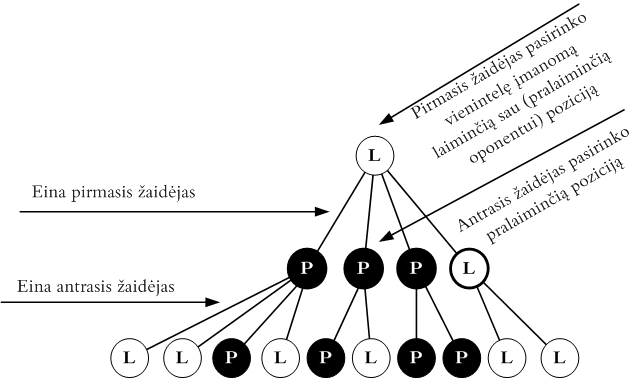 Pirmasis žaidėjas pasirinko
vienintelę įmanomą
laiminčią sau (pralaiminčią
oponentui) poziciją
L
Antrasis žaidėjas pasirinko
pralaiminčią poziciją
Eina pirmasis žaidėjas
P P P L
Eina antrasis žaidėjas
L L P L P L P P L L